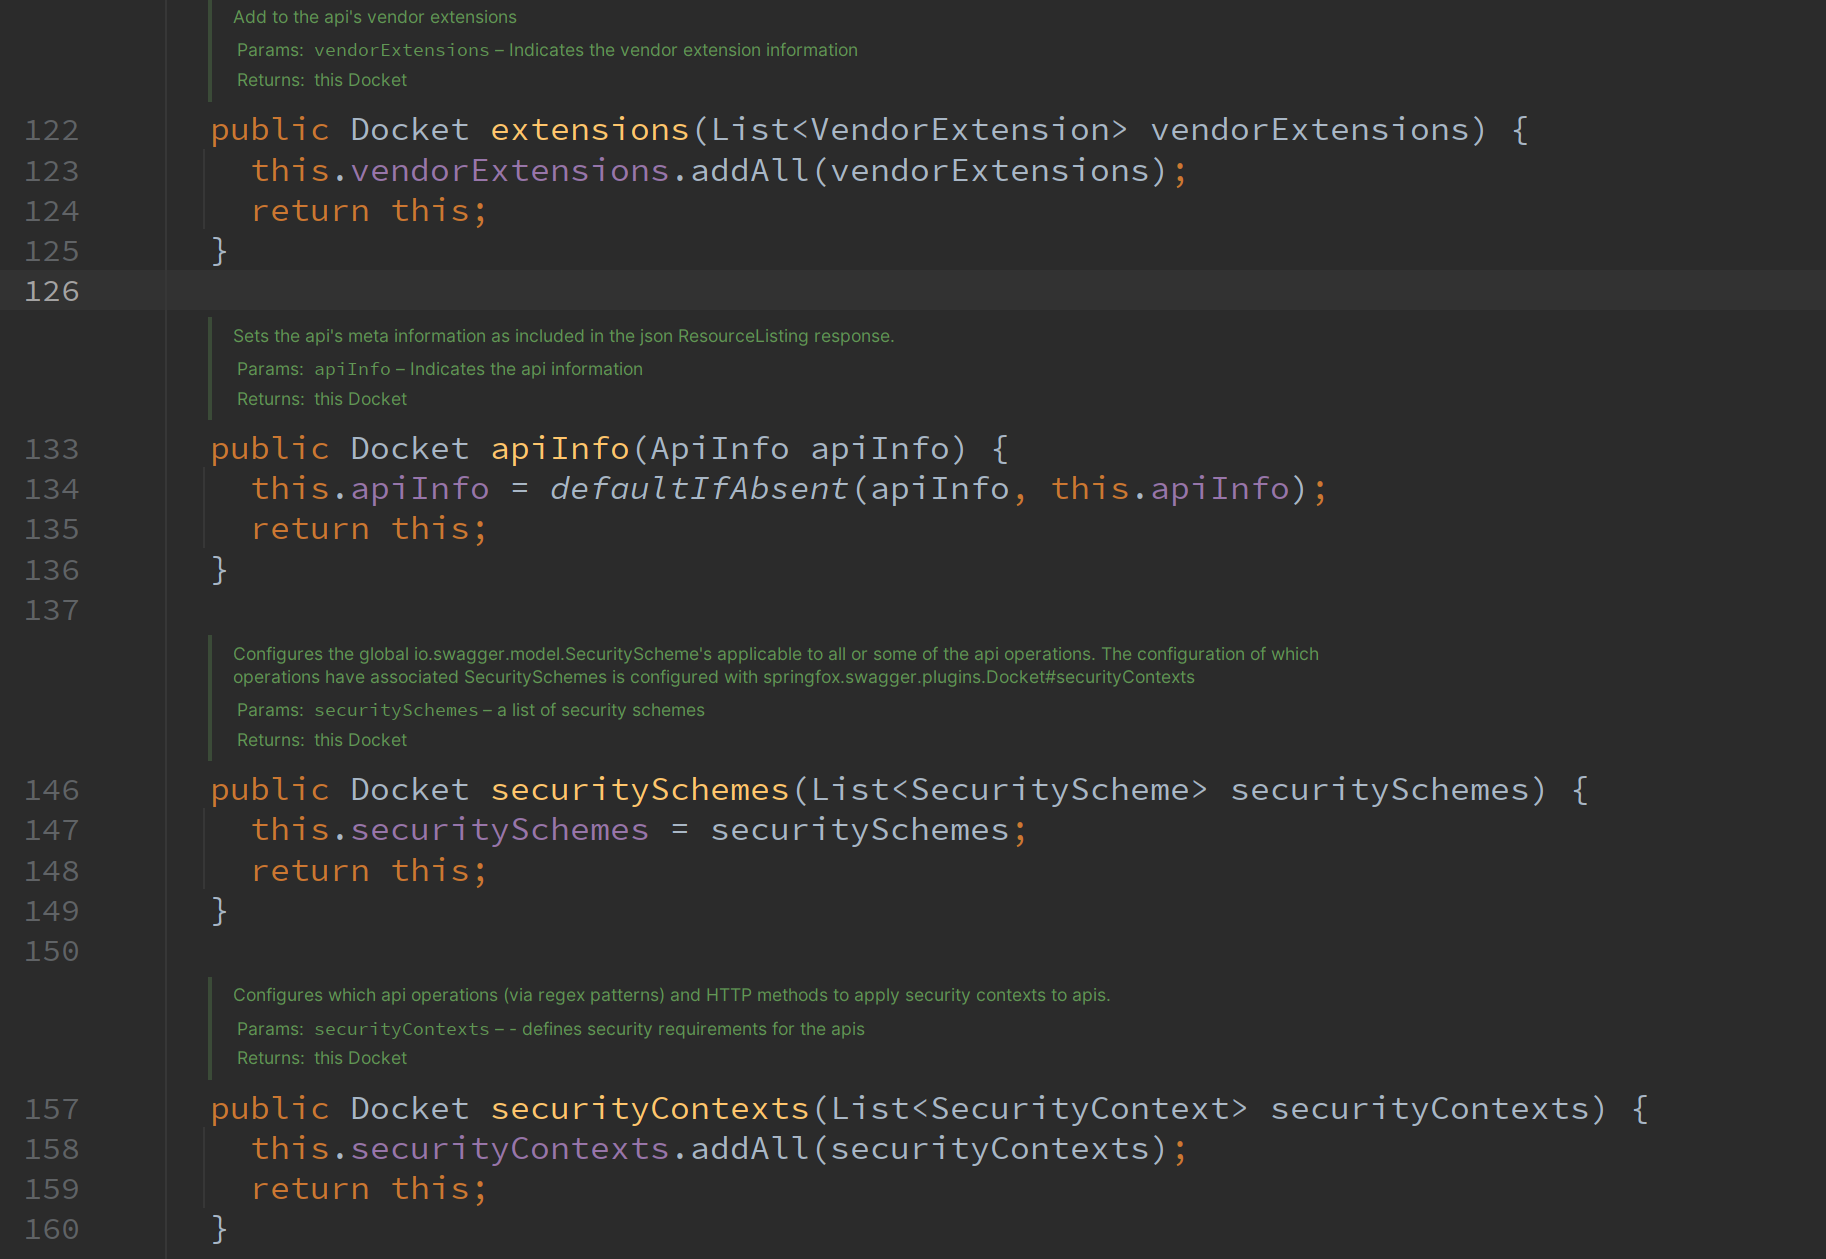 Add to the api's vendor extensions
Params: vendorExtensions – Indicates the vendor extension information
Returns: this Docket
122 public Docket extensions(List<VendorExtension> vendorExtensions) {
123 this.vendorExtensions.addAll(vendorExtensions);
124 return this;
125 }
126
Sets the api's meta information as included in the json ResourceListing response.
Params: apiInfo – Indicates the api information
Returns: this Docket
133 public Docket apiInfo(ApiInfo apiInfo) {
134 this.apiInfo = defaultIfAbsent(apiInfo, this.apiInfo);
135 return this;
136 }
137
Configures the global io.swagger.model.SecurityScheme's applicable to all or some of the api operations. The configuration of which
operations have associated SecuritySchemes is configured with springfox.swagger.plugins.Docket#securityContexts
Params: securitySchemes – a list of security schemes
Returns: this Docket
146 public Docket securitySchemes(List<SecurityScheme> securitySchemes) {
147 this.securitySchemes = securitySchemes;
148 return this;
149 }
150
Configures which api operations (via regex patterns) and HTTP methods to apply security contexts to apis.
Params: securityContexts – - defines security requirements for the apis
Returns: this Docket
157 public Docket securityContexts(List<SecurityContext> securityContexts) {
158 this.securityContexts.addAll(securityContexts);
159 return this;
160 }